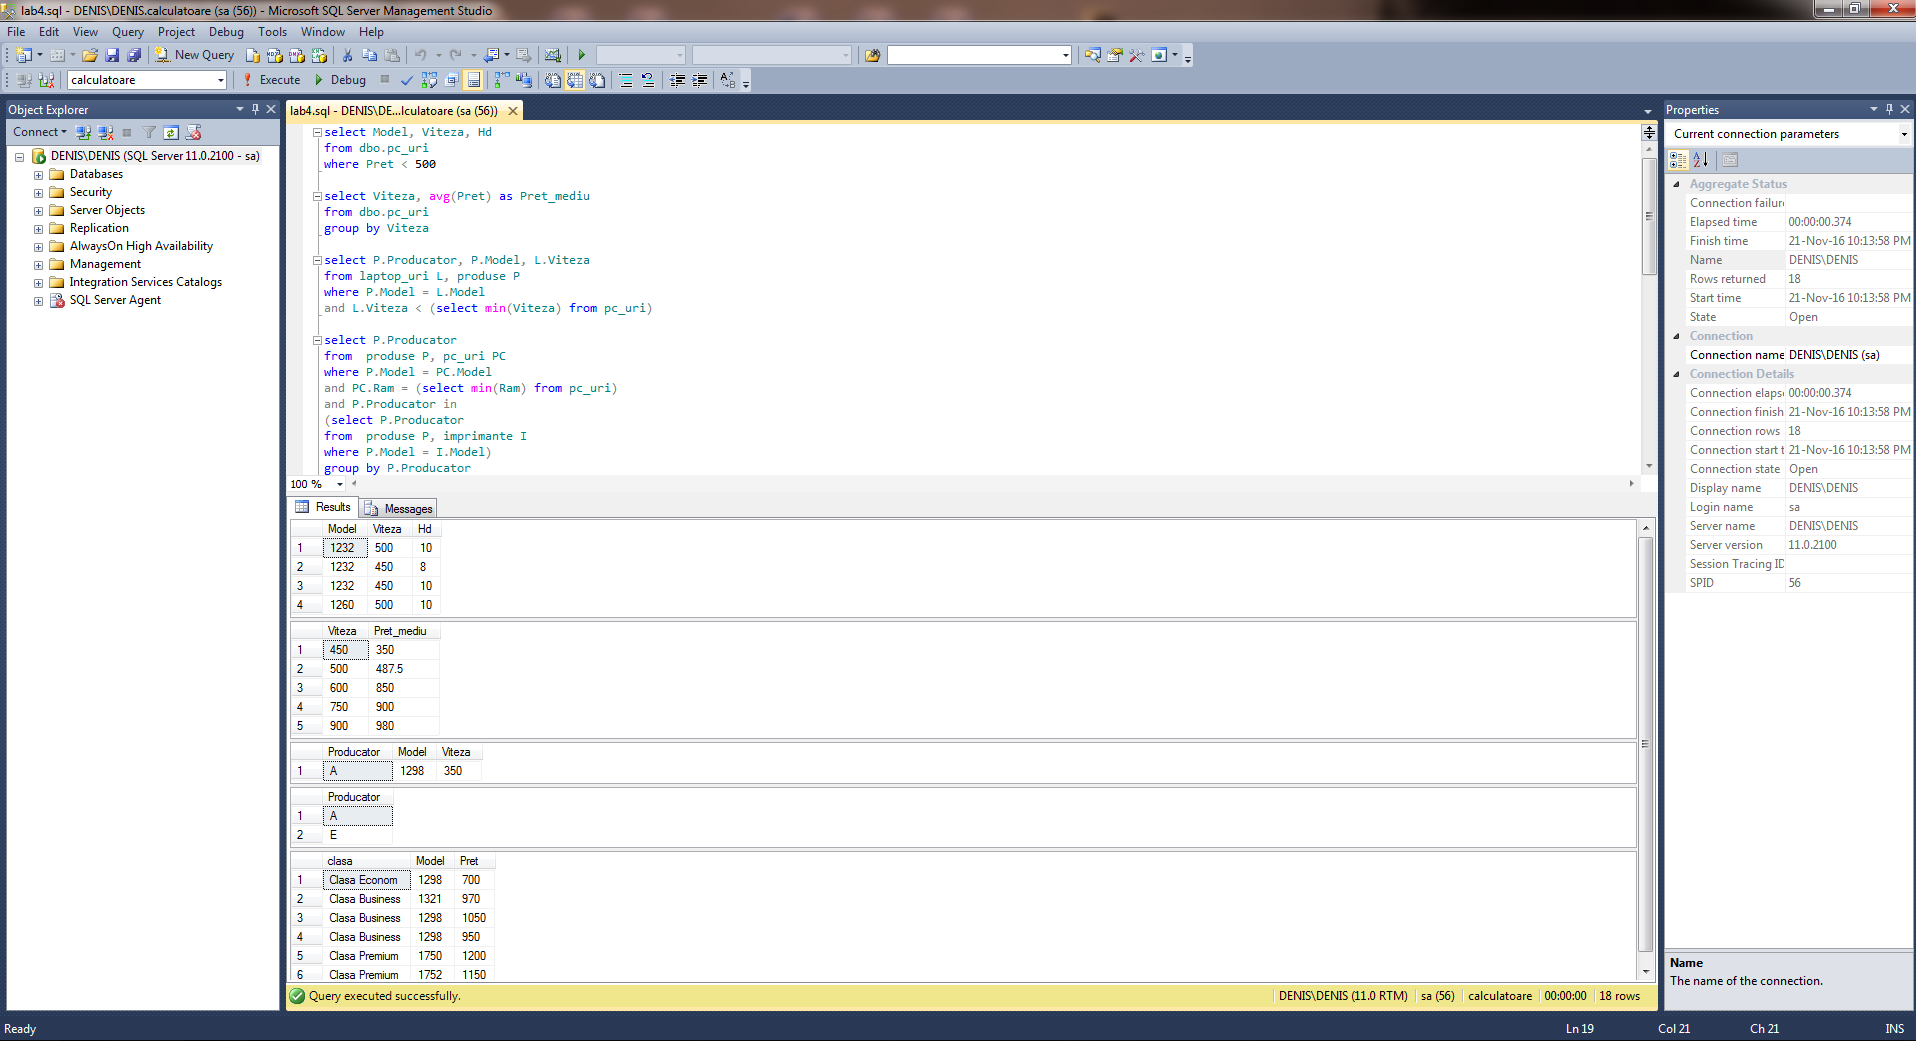 lab4.sql - DENIS\DENIS.calculatoare (sa (56)) - Microsoft SQL Server Management Studio
File Edit View Query Project Debug Tools Window Help
New Query
calculatoare Execute Debug
Object Explorer
Connect
DENIS\DENIS (SQL Server 11.0.2100 - sa)
Databases
Security
Server Objects
Replication
AlwaysOn High Availability
Management
Integration Services Catalogs
SQL Server Agent
lab4.sql - DENIS\DE...lculatoare (sa (56))
select Model, Viteza, Hd
from dbo.pc_uri
where Pret < 500
select Viteza, avg(Pret) as Pret_mediu
from dbo.pc_uri
group by Viteza
select P.Producator, P.Model, L.Viteza
from laptop_uri L, produse P
where P.Model = L.Model
and L.Viteza < (select min(Viteza) from pc_uri)
select P.Producator
from  produse P, pc_uri PC
where P.Model = PC.Model
and PC.Ram = (select min(Ram) from pc_uri)
and P.Producator in
(select P.Producator
from  produse P, imprimante I
where P.Model = I.Model)
group by P.Producator
100 %
Results Messages
Model Viteza Hd
1 1232 500 10
2 1232 450 8
3 1232 450 10
4 1260 500 10
Viteza Pret_mediu
1 450 350
2 500 487.5
3 600 850
4 750 900
5 900 980
Producator Model Viteza
1 A 1298 350
Producator
1 A
2 E
clasa Model Pret
1 Clasa Econom 1298 700
2 Clasa Business 1321 970
3 Clasa Business 1298 1050
4 Clasa Business 1298 950
5 Clasa Premium 1750 1200
6 Clasa Premium 1752 1150
Query executed successfully. DENIS\DENIS (11.0 RTM) sa (56) calculatoare 00:00:00 18 rows
Properties
Current connection parameters
Aggregate Status
Connection failure
Elapsed time 00:00:00.374
Finish time 21-Nov-16 10:13:58 PM
Name DENIS\DENIS
Rows returned 18
Start time 21-Nov-16 10:13:58 PM
State Open
Connection
Connection name DENIS\DENIS (sa)
Connection Details
Connection elaps 00:00:00.374
Connection finish 21-Nov-16 10:13:58 PM
Connection rows 18
Connection start t 21-Nov-16 10:13:58 PM
Connection state Open
Display name DENIS\DENIS
Login name sa
Server name DENIS\DENIS
Server version 11.0.2100
Session Tracing ID
SPID 56
Name
The name of the connection.
Ready Ln 19 Col 21 Ch 21 INS